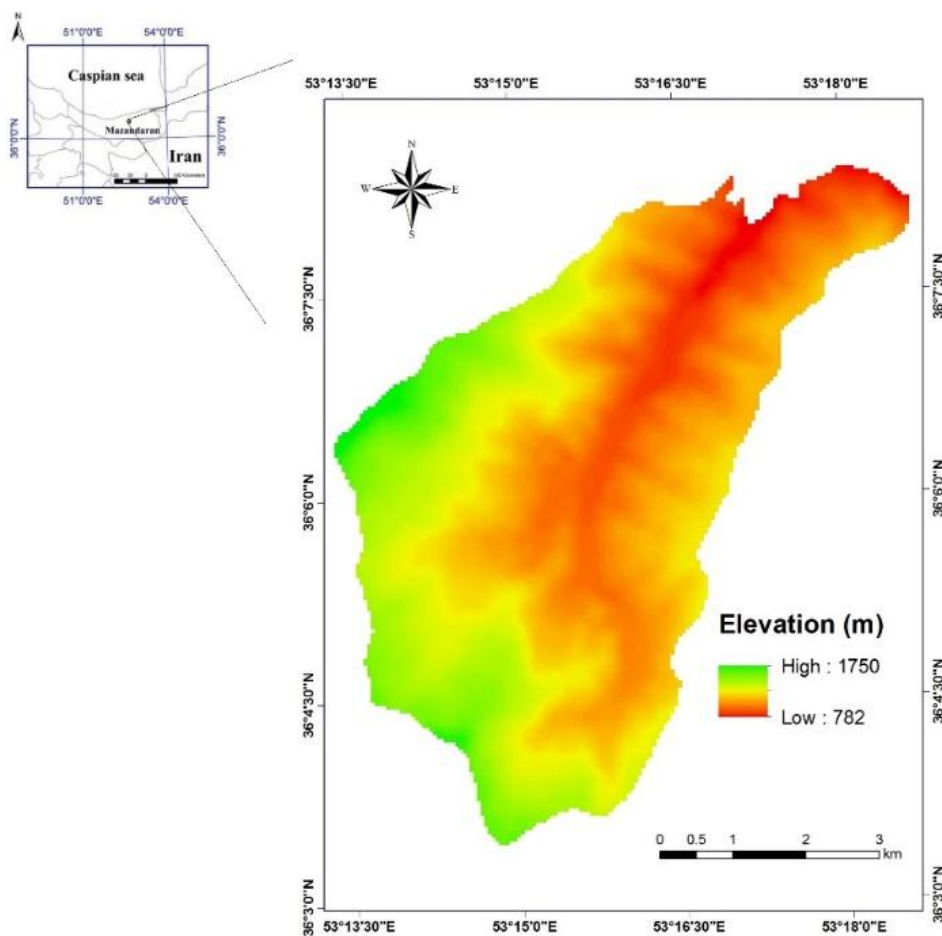 N
51°0'0"E 54°0'0"E
Caspian sea
Mazandaran
Iran
36°0'0"N
36°0'0"N
51°0'0"E 54°0'0"E
53°13'30"E 53°15'0"E 53°16'30"E 53°18'0"E
N
W E
S
36°7'30"N 36°7'30"N
36°6'0"N 36°6'0"N
Elevation (m)
High : 1750
Low : 782
36°4'30"N 36°4'30"N
0 0.5 1 2 3
km
36°3'0"N 36°3'0"N
53°13'30"E 53°15'0"E 53°16'30"E 53°18'0"E